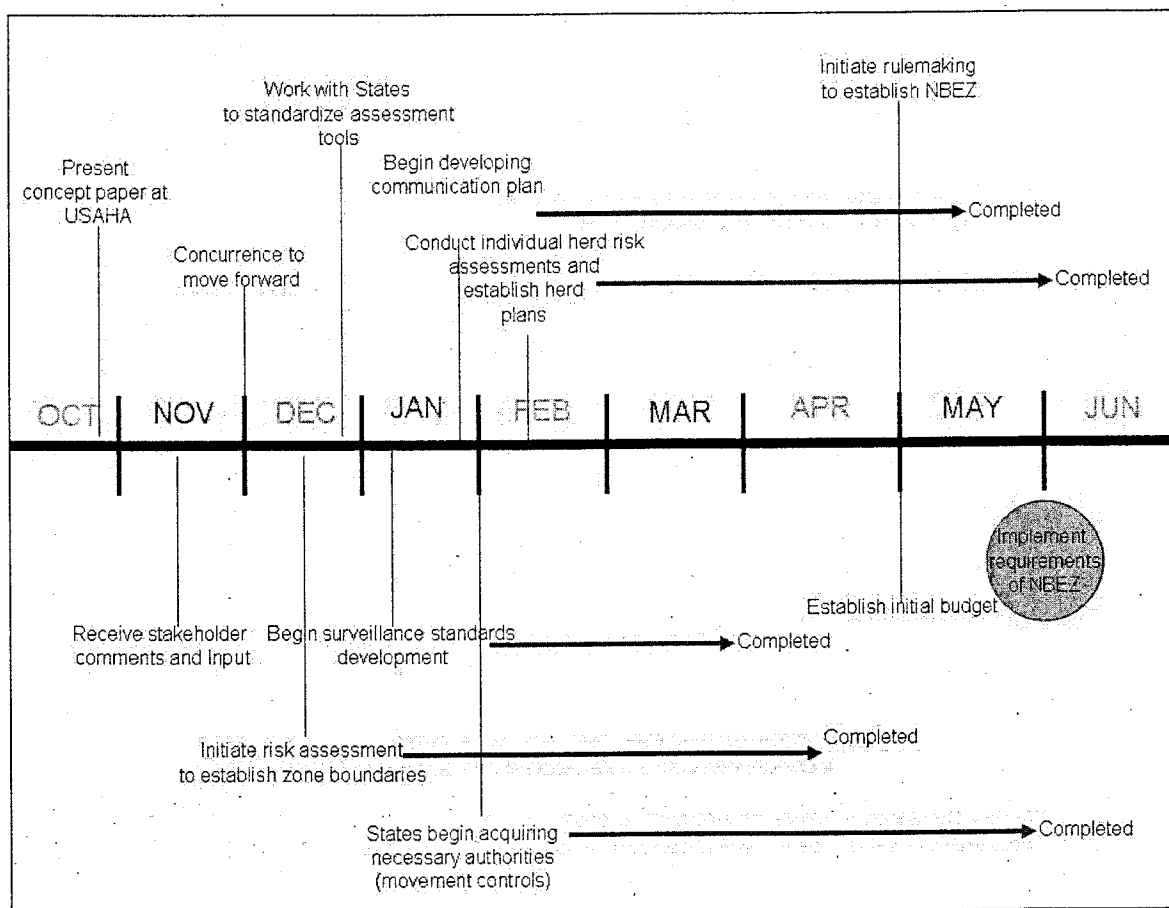 Initiate rulemaking
to establish NBEZ
Work with States
to standardize assessment
tools
Present
concept paper at
USAHA
Begin developing
communication plan
Completed
Concurrence to
move forward
Conduct individual herd risk
assessments and
establish herd
plans
Completed
OCT NOV DEC JAN FEB MAR APR MAY JUN
Implement
requirements
of NBEZ
Establish initial budget
Receive stakeholder
comments and Input
Begin surveillance standards
development
Completed
Initiate risk assessment
to establish zone boundaries
Completed
States begin acquiring
necessary authorities
(movement controls)
Completed